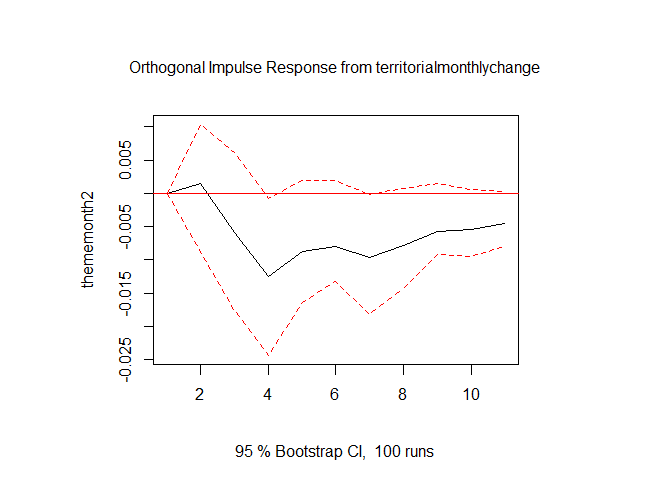 Orthogonal Impulse Response from territorialmonthlychange
thememonth2
0.005
-0.005
-0.015
-0.025
2 4 6 8 10
95 % Bootstrap CI, 100 runs